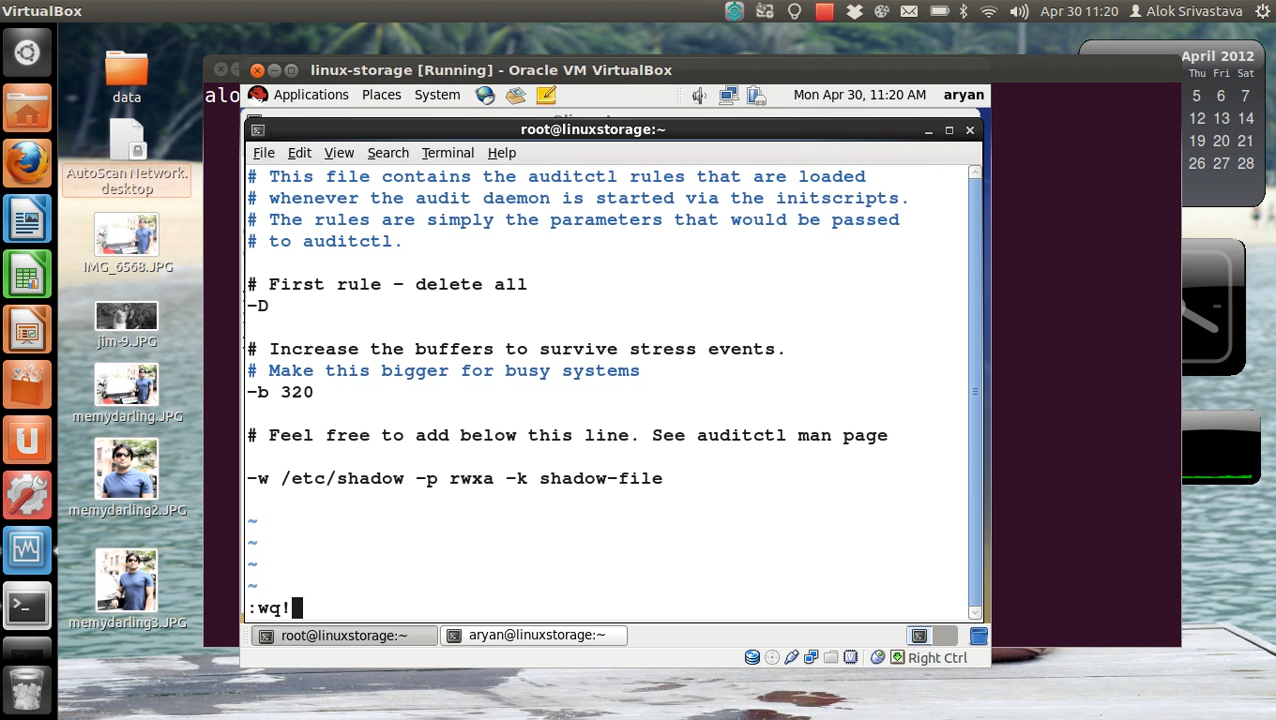 VirtualBox
Apr 30 11:20
Alok Srivastava
data
AutoScan Network.
desktop
IMG_6568.JPG
jim-9.JPG
memydarling.JPG
memydarling2.JPG
memydarling3.JPG
alo
linux-storage [Running] - Oracle VM VirtualBox
Applications Places System
Mon Apr 30, 11:20 AM
aryan
root@linuxstorage:~
File Edit View Search Terminal Help
# This file contains the auditctl rules that are loaded
# whenever the audit daemon is started via the initscripts.
# The rules are simply the parameters that would be passed
# to auditctl.
# First rule - delete all
-D
# Increase the buffers to survive stress events.
# Make this bigger for busy systems
-b 320
# Feel free to add below this line. See auditctl man page
-w /etc/shadow -p rwxa -k shadow-file
~
~
~
~
:wq!
root@linuxstorage:~
aryan@linuxstorage:~
Right Ctrl
April 2012
Thu Fri Sat
5 6 7
12 13 14
19 20 21
26 27 28